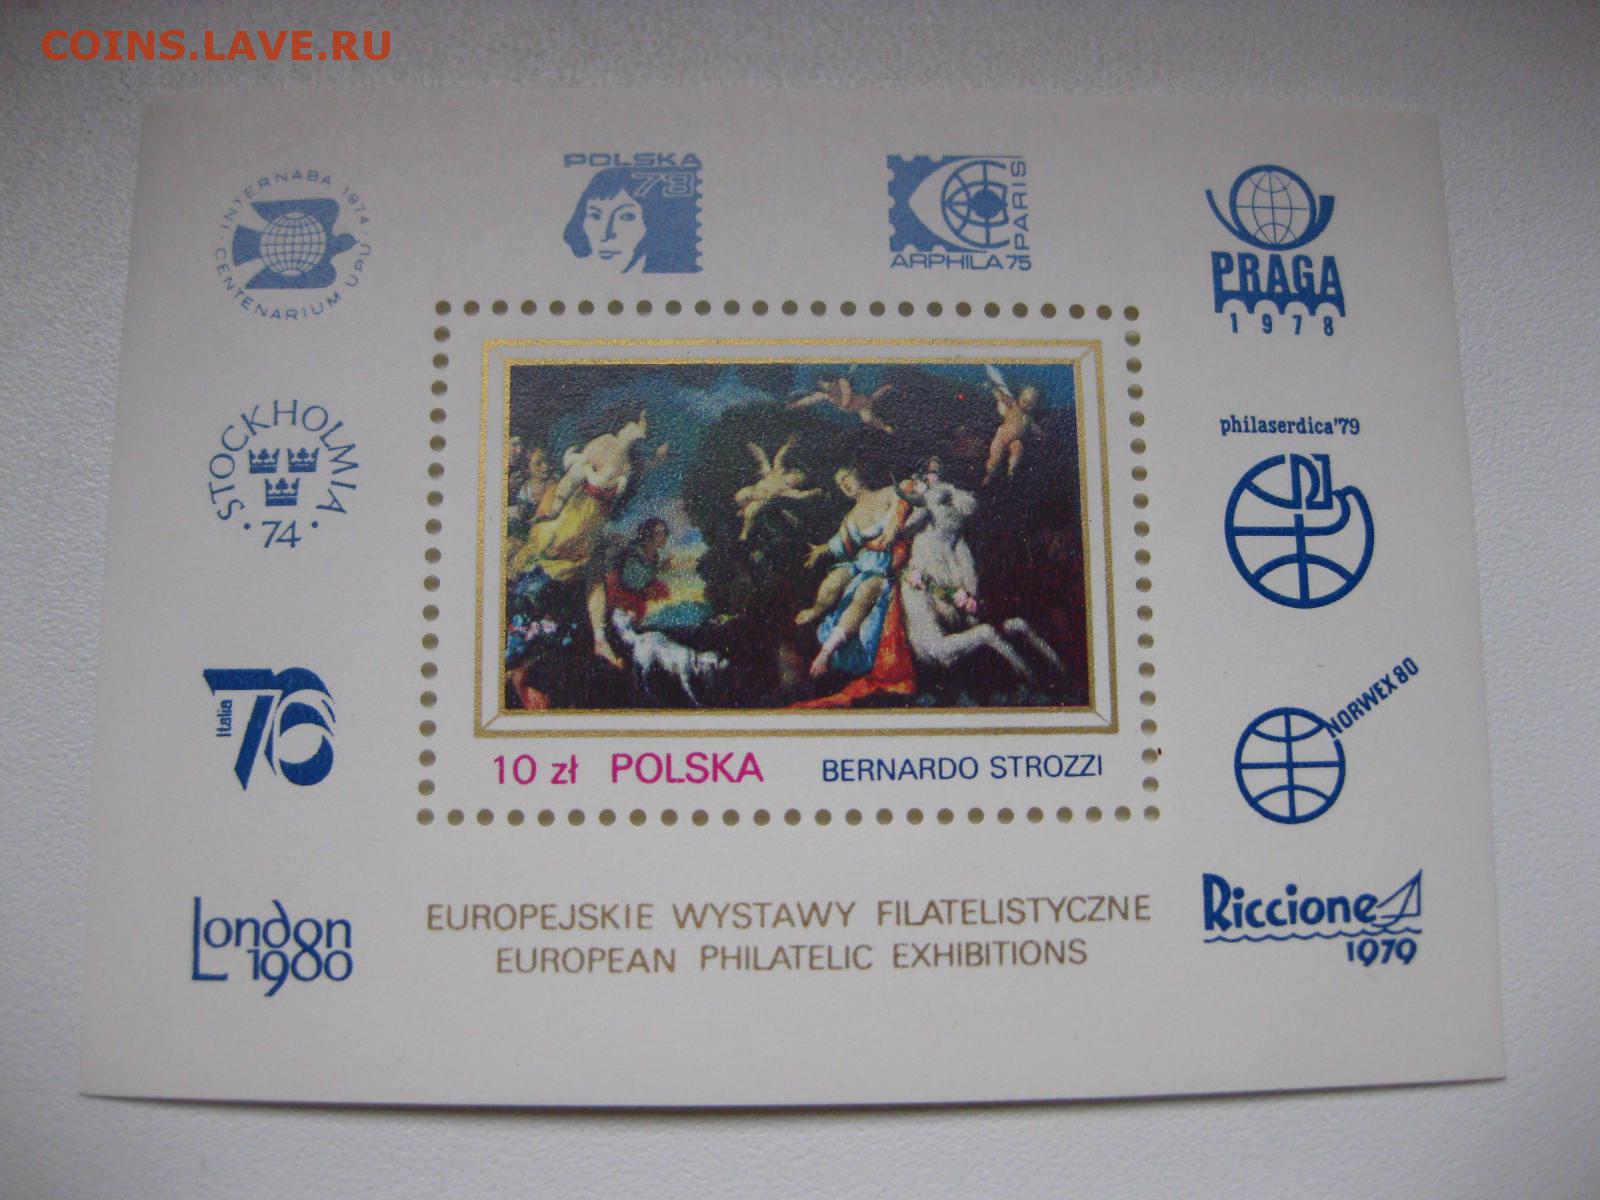 COINS.LAVE.RU
INTERNABA 1974
CENTENARIUM UPU
POLSKA
73
ARPHILA 75
PARIS
PRAGA
1978
STOCKHOLMIA
· 74 ·
philaserdica'79
Italia
76
NORWEX 80
10 zł POLSKA BERNARDO STROZZI
London
1980
EUROPEJSKIE WYSTAWY FILATELISTYCZNE
EUROPEAN PHILATELIC EXHIBITIONS
Riccione
1979